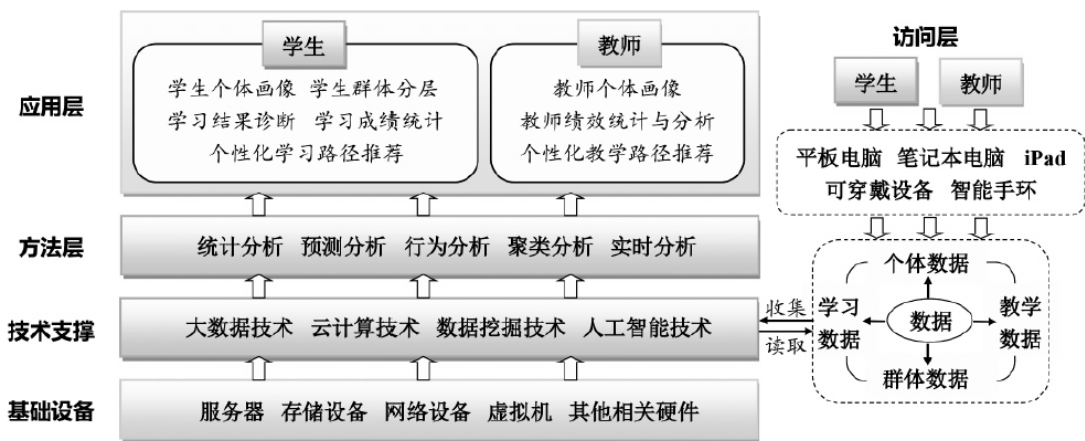 应用层
学生
学生个体画像 学生群体分层
学习结果诊断 学习成绩统计
个性化学习路径推荐
教师
教师个体画像
教师绩效统计与分析
个性化教学路径推荐
方法层
统计分析 预测分析 行为分析 聚类分析 实时分析
技术支撑
大数据技术 云计算技术 数据挖掘技术 人工智能技术
基础设备
服务器 存储设备 网络设备 虚拟机 其他相关硬件
访问层
学生 教师
平板电脑 笔记本电脑 iPad
可穿戴设备 智能手环
收集
读取
个体数据
学习
数据
数据
教学
数据
群体数据